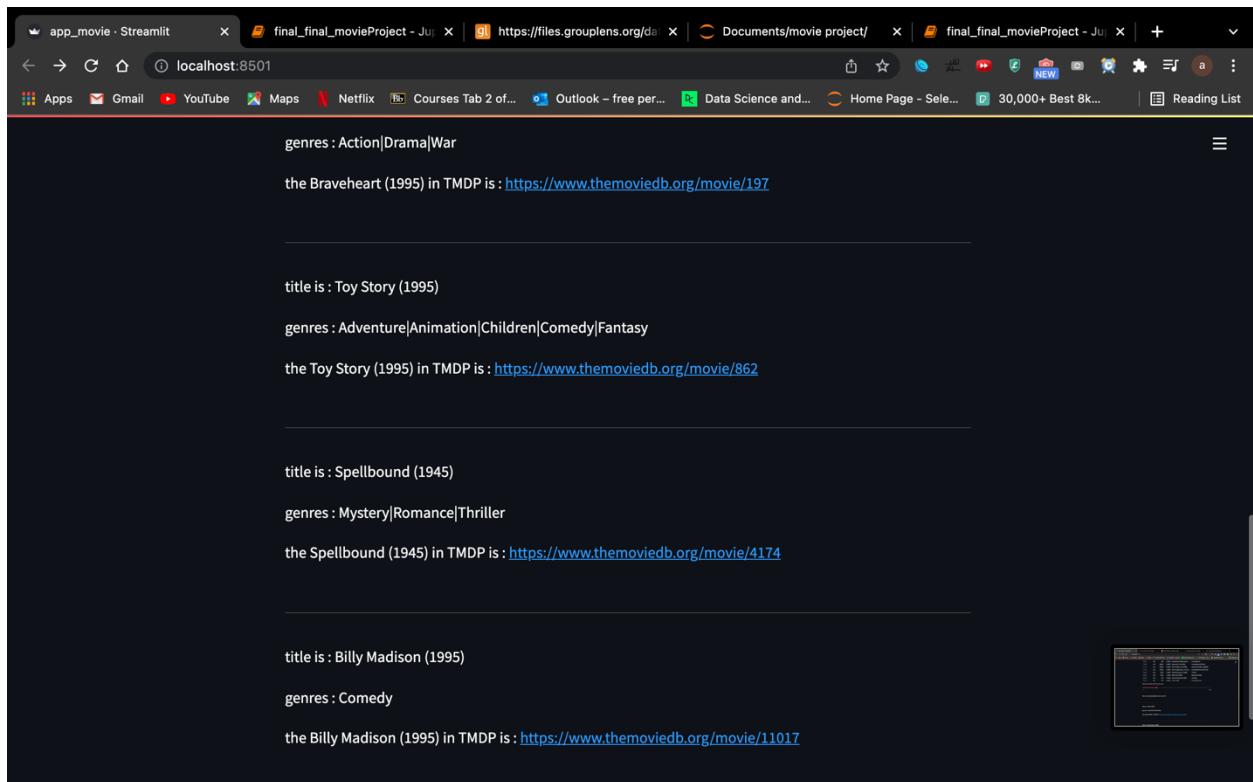 app_movie · Streamlit
final_final_movieProject - Ju
https://files.grouplens.org/da
Documents/movie project/
final_final_movieProject - Ju
localhost:8501
NEW
a
Apps
Gmail
YouTube
Maps
Netflix
Courses Tab 2 of...
Outlook – free per...
Data Science and...
Home Page - Sele...
30,000+ Best 8k...
Reading List
genres : Action|Drama|War
the Braveheart (1995) in TMDP is : https://www.themoviedb.org/movie/197
title is : Toy Story (1995)
genres : Adventure|Animation|Children|Comedy|Fantasy
the Toy Story (1995) in TMDP is : https://www.themoviedb.org/movie/862
title is : Spellbound (1945)
genres : Mystery|Romance|Thriller
the Spellbound (1945) in TMDP is : https://www.themoviedb.org/movie/4174
title is : Billy Madison (1995)
genres : Comedy
the Billy Madison (1995) in TMDP is : https://www.themoviedb.org/movie/11017